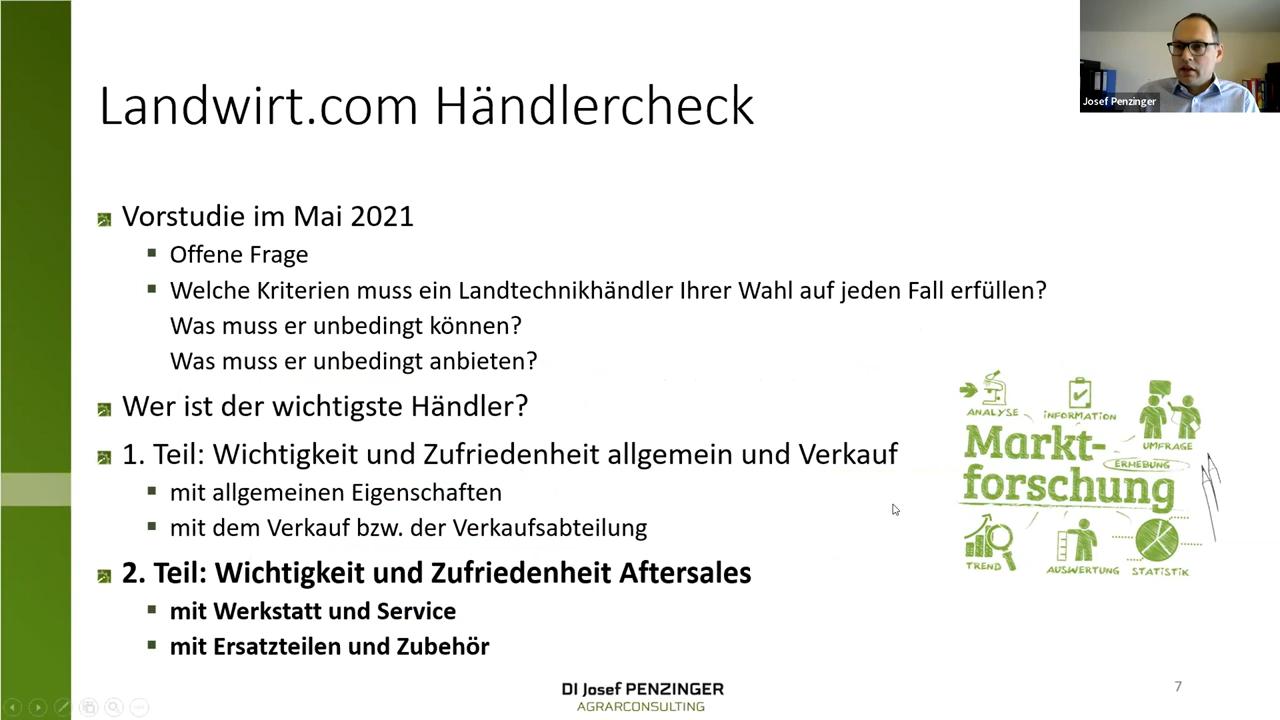 Josef Penzinger
Landwirt.com Händlercheck
Vorstudie im Mai 2021
Offene Frage
Welche Kriterien muss ein Landtechnikhändler Ihrer Wahl auf jeden Fall erfüllen?
Was muss er unbedingt können?
Was muss er unbedingt anbieten?
Wer ist der wichtigste Händler?
1. Teil: Wichtigkeit und Zufriedenheit allgemein und Verkauf
mit allgemeinen Eigenschaften
mit dem Verkauf bzw. der Verkaufsabteilung
2. Teil: Wichtigkeit und Zufriedenheit Aftersales
mit Werkstatt und Service
mit Ersatzteilen und Zubehör
ANALYSE
INFORMATION
UMFRAGE
Markt-
ERHEBUNG
forschung
TREND
AUSWERTUNG
STATISTIK
DI Josef PENZINGER
AGRARCONSULTING
7